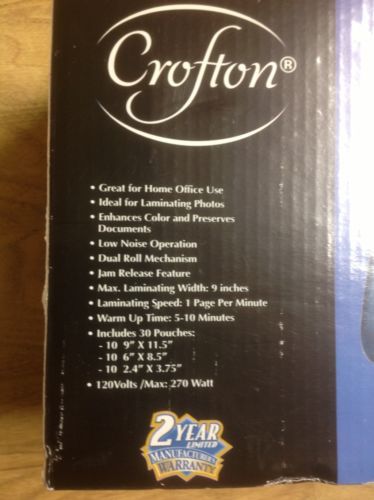 Crofton®
• Great for Home Office Use
• Ideal for Laminating Photos
• Enhances Color and Preserves
Documents
• Low Noise Operation
• Dual Roll Mechanism
• Jam Release Feature
• Max. Laminating Width: 9 inches
• Laminating Speed: 1 Page Per Minute
• Warm Up Time: 5-10 Minutes
• Includes 30 Pouches:
- 10 9" X 11.5"
- 10 6" X 8.5"
- 10 2.4" X 3.75"
• 120Volts /Max: 270 Watt
2 YEAR
LIMITED
MANUFACTURER'S
WARRANTY